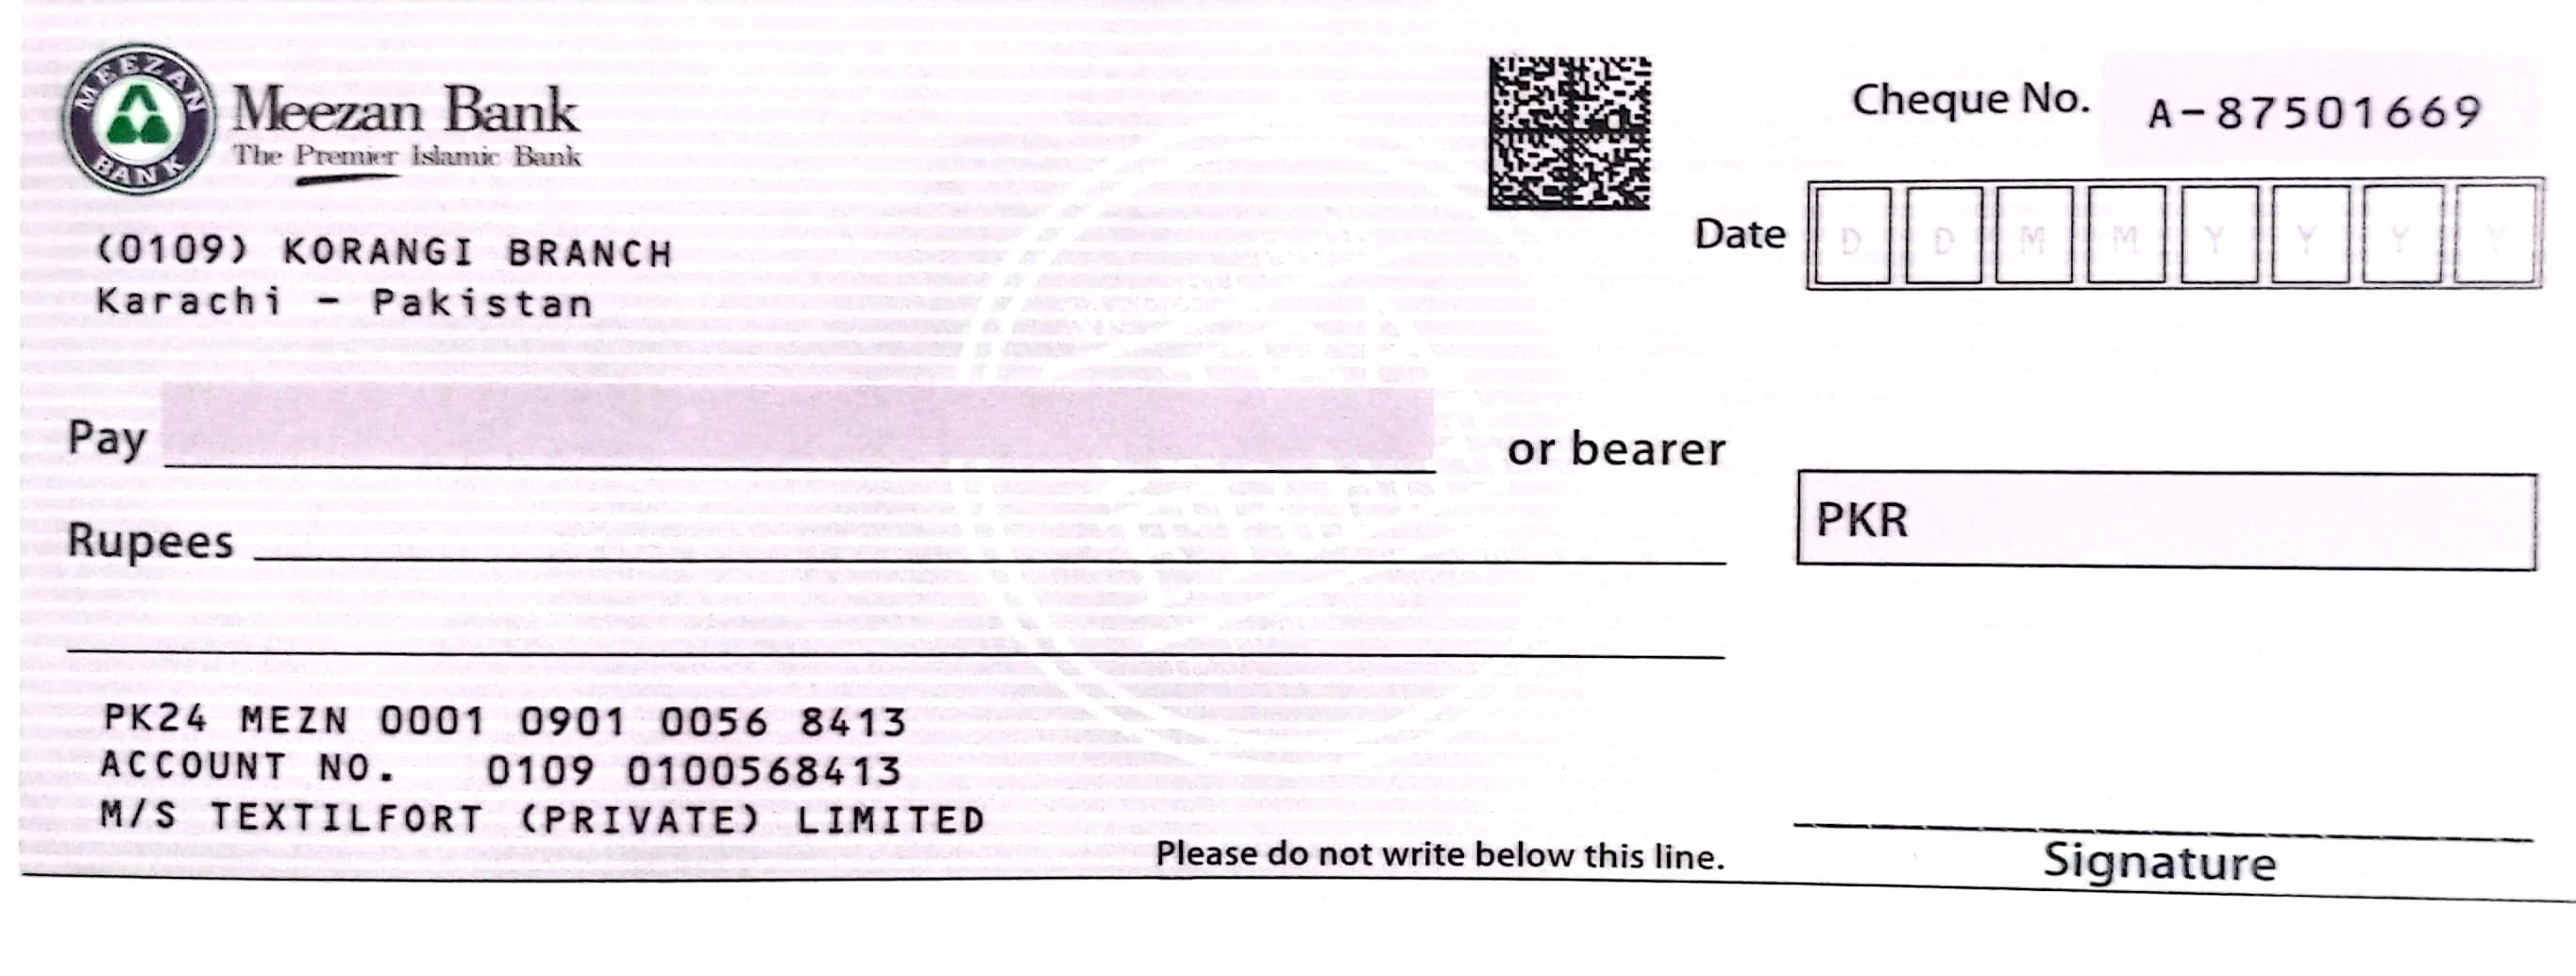 MEEZAN BANK
Meezan Bank
The Premier Islamic Bank
Cheque No. A-87501669
Date D D M M Y Y Y Y
(0109) KORANGI BRANCH
Karachi - Pakistan
Pay or bearer
PKR
Rupees
PK24 MEZN 0001 0901 0056 8413
ACCOUNT NO. 0109 0100568413
M/S TEXTILFORT (PRIVATE) LIMITED
Please do not write below this line.
Signature